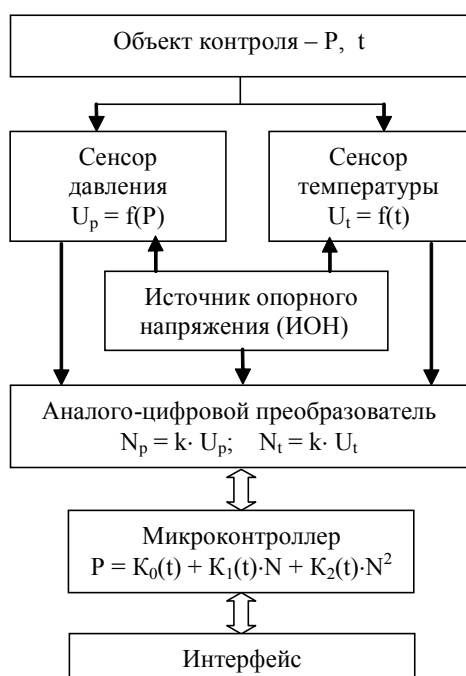 Объект контроля – P, t
Сенсор
давления
Uₚ = f(P)
Сенсор
температуры
Uₜ = f(t)
Источник опорного
напряжения (ИОН)
Аналого-цифровой преобразователь
Nₚ = k· Uₚ; Nₜ = k· Uₜ
Микроконтроллер
P = K₀(t) + K₁(t)·N + K₂(t)·N²
Интерфейс